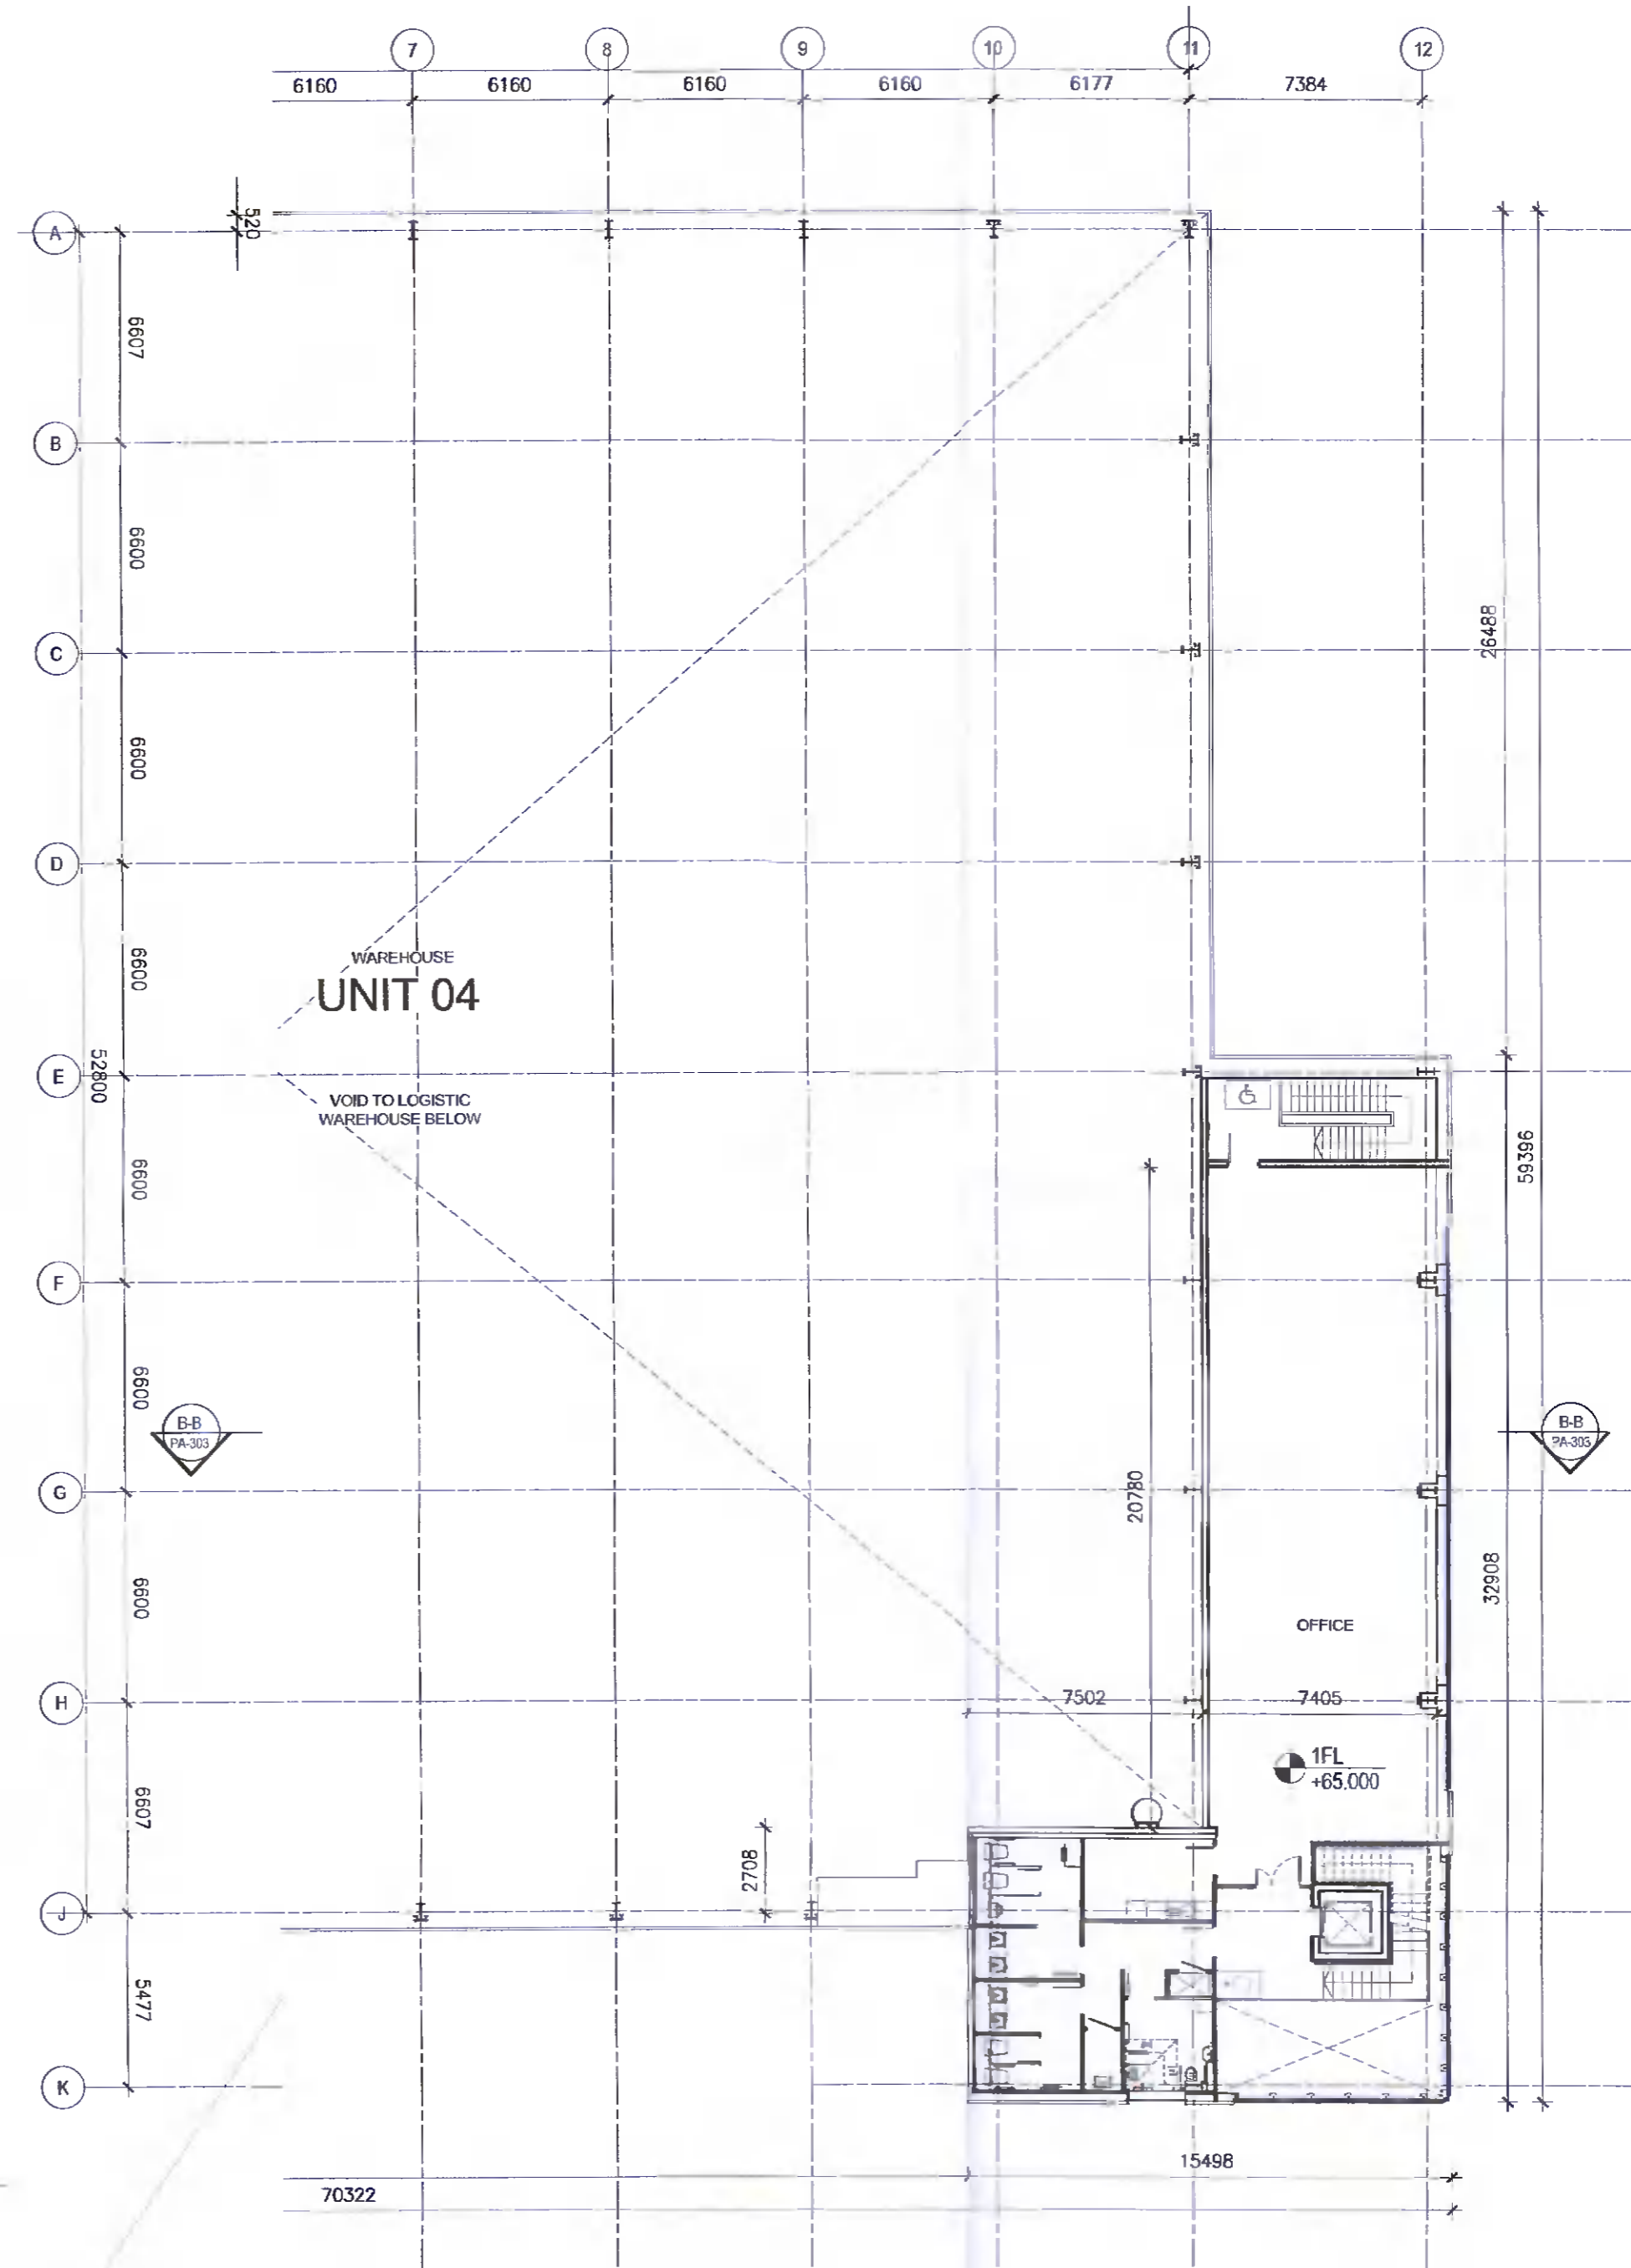 7 8 9 10 11 12
6160 6160 6160 6160 6177 7384
A
520
6607
B
6600
C
26488
6600
D
WAREHOUSE
UNIT 04
6600
E
52800
VOID TO LOGISTIC
WAREHOUSE BELOW
59396
6600
F
6600
B-B
PA-303
B-B
PA-303
G
20780
6600
32908
OFFICE
H
7502 7405
1FL
+65.000
6607
2708
J
5477
K
15498
70322